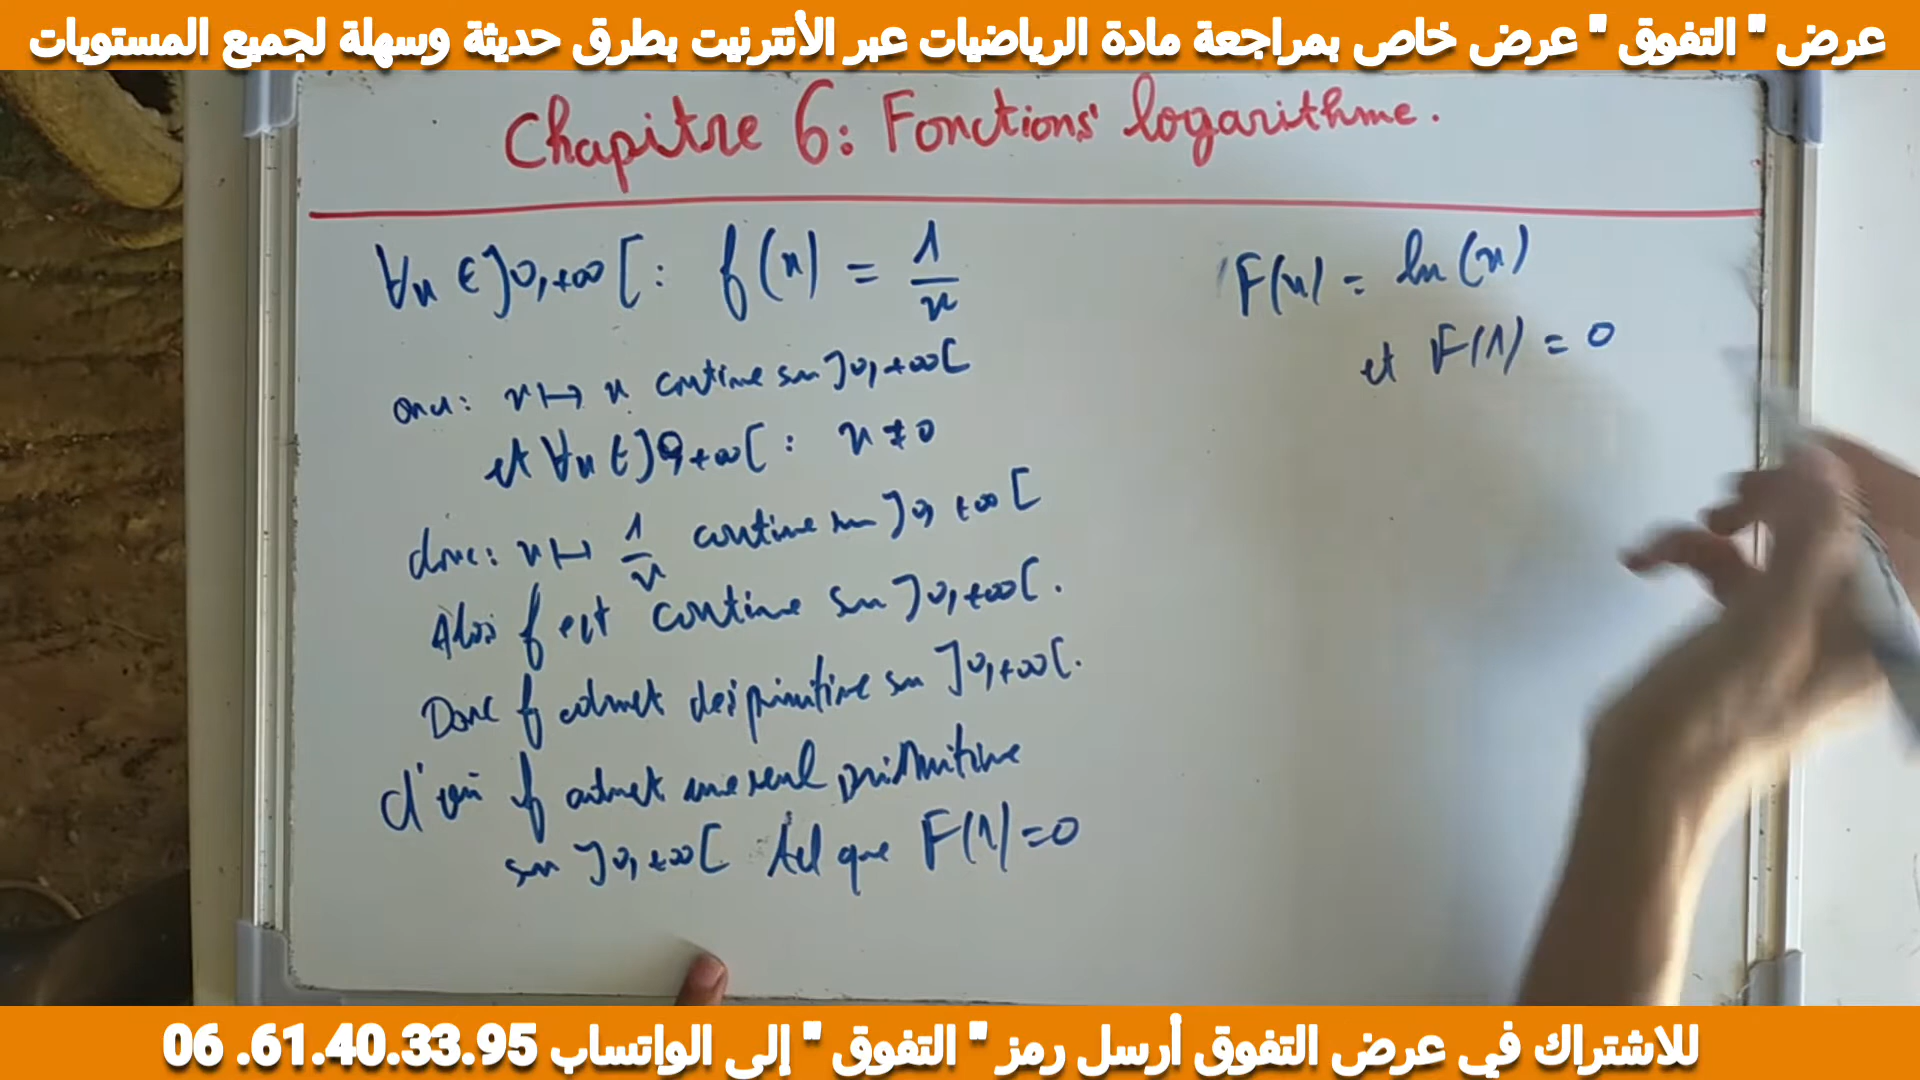 عرض " التفوق " عرض خاص بمراجعة مادة الرياضيات عبر الأنترنيت بطرق حديثة وسهلة لجميع المستويات
Chapitre 6: Fonctions logarithme.
∀x ∈ ]0,+∞[ : f(x) = 1/x
ona: x ↦ x continue sur ]0,+∞[
et ∀x ∈ ]0,+∞[ : x ≠ 0
donc: x ↦ 1/x continue sur ]0,+∞[
Alors f est continue sur ]0,+∞[.
Donc f admet des primitive sur ]0,+∞[.
d'où f admet une seul primitive
sur ]0,+∞[ tel que F(1)=0
F(x) = ln(x)
et F(1) = 0
للاشتراك في عرض التفوق أرسل رمز " التفوق " إلى الواتساب 06 .61.40.33.95